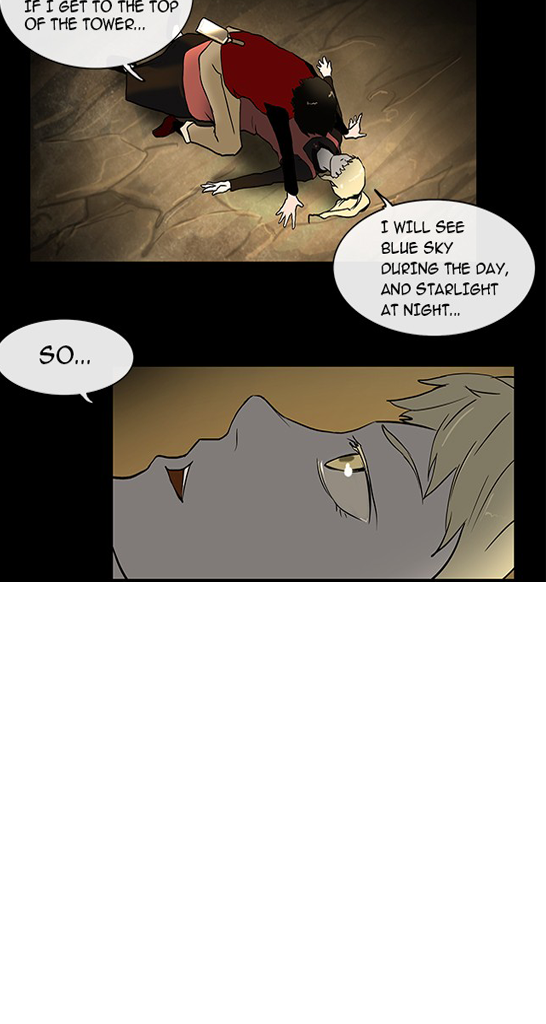 IF I GET TO THE TOP
OF THE TOWER...
I WILL SEE
BLUE SKY
DURING THE DAY,
AND STARLIGHT
AT NIGHT...
SO...